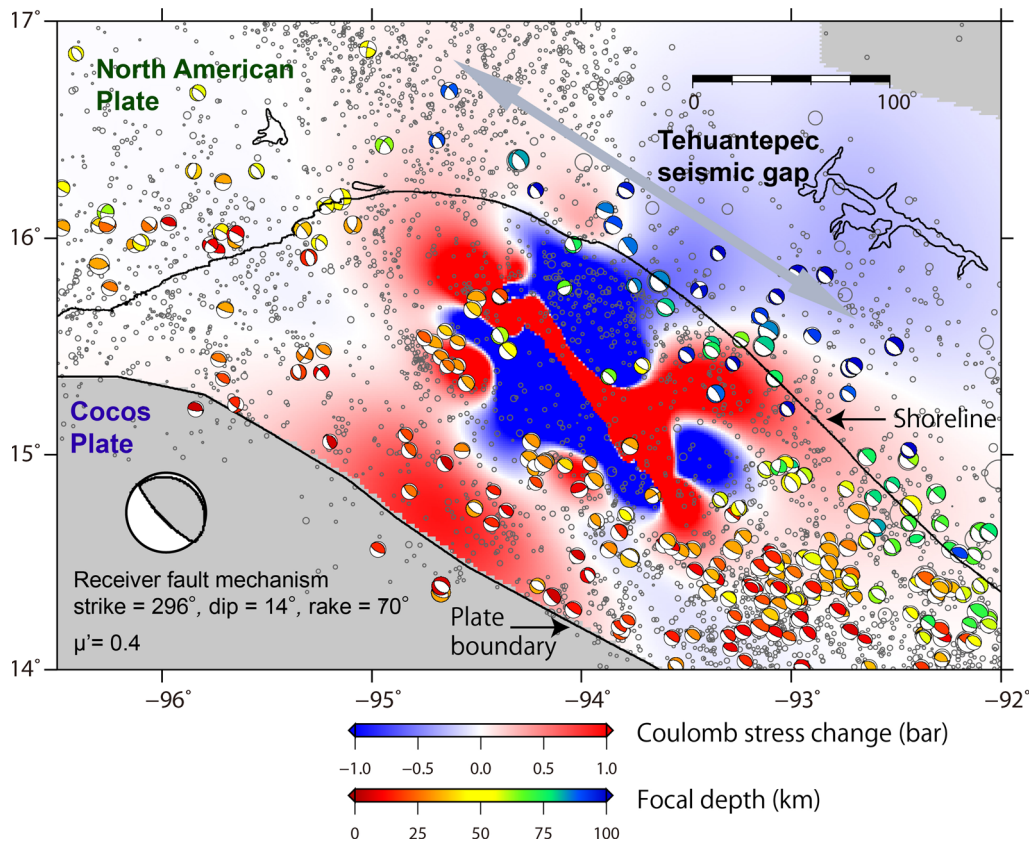 17°
North American
Plate
0
100
Tehuantepec
seismic gap
16°
Cocos
Plate
Shoreline
15°
Receiver fault mechanism
strike = 296°, dip = 14°, rake = 70°
μ'= 0.4
Plate
boundary
14°
−96°
−95°
−94°
−93°
−92°
Coulomb stress change (bar)
−1.0
−0.5
0.0
0.5
1.0
Focal depth (km)
0
25
50
75
100